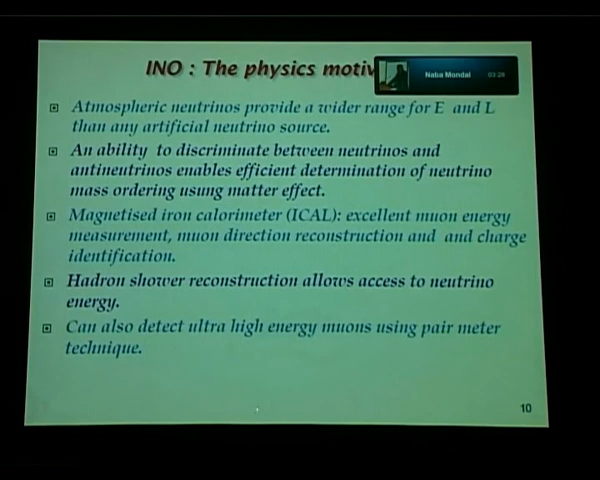 INO : The physics motiv
Naba Mondal 03:28
Atmospheric neutrinos provide a wider range for E and L
than any artificial neutrino source.
An ability to discriminate between neutrinos and
antineutrinos enables efficient determination of neutrino
mass ordering usung matter effect.
Magnetised iron calorimeter (ICAL): excellent muon energy
measurement, muon direction reconstruction and and charge
identification.
Hadron shower reconstruction allows access to neutrino
energy.
Can also detect ultra high energy muons using pair meter
technique.
10